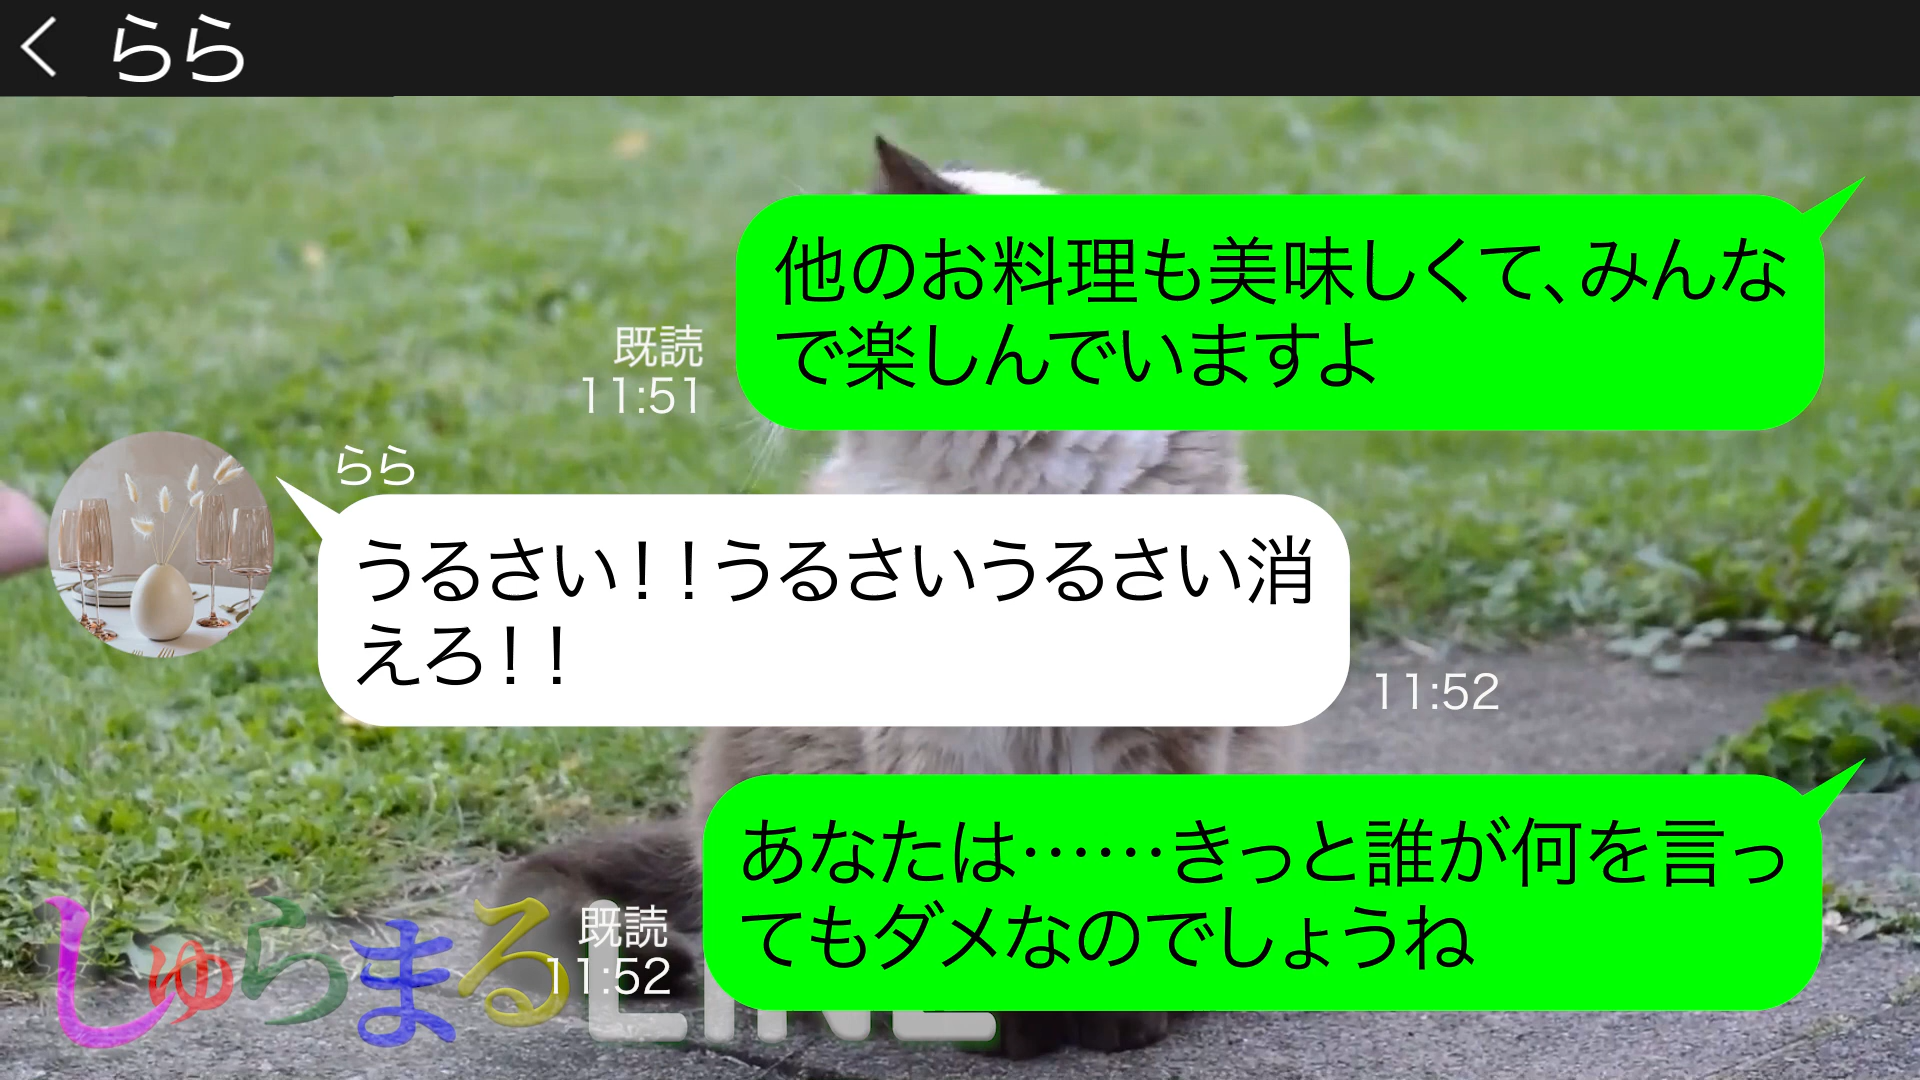 らら
他のお料理も美味しくて、みんな
で楽しんでいますよ
既読
11:51
らら
うるさい！！うるさいうるさい消
えろ！！
11:52
あなたは……きっと誰が何を言っ
てもダメなのでしょうね
既読
11:52
しゅらまるLINE